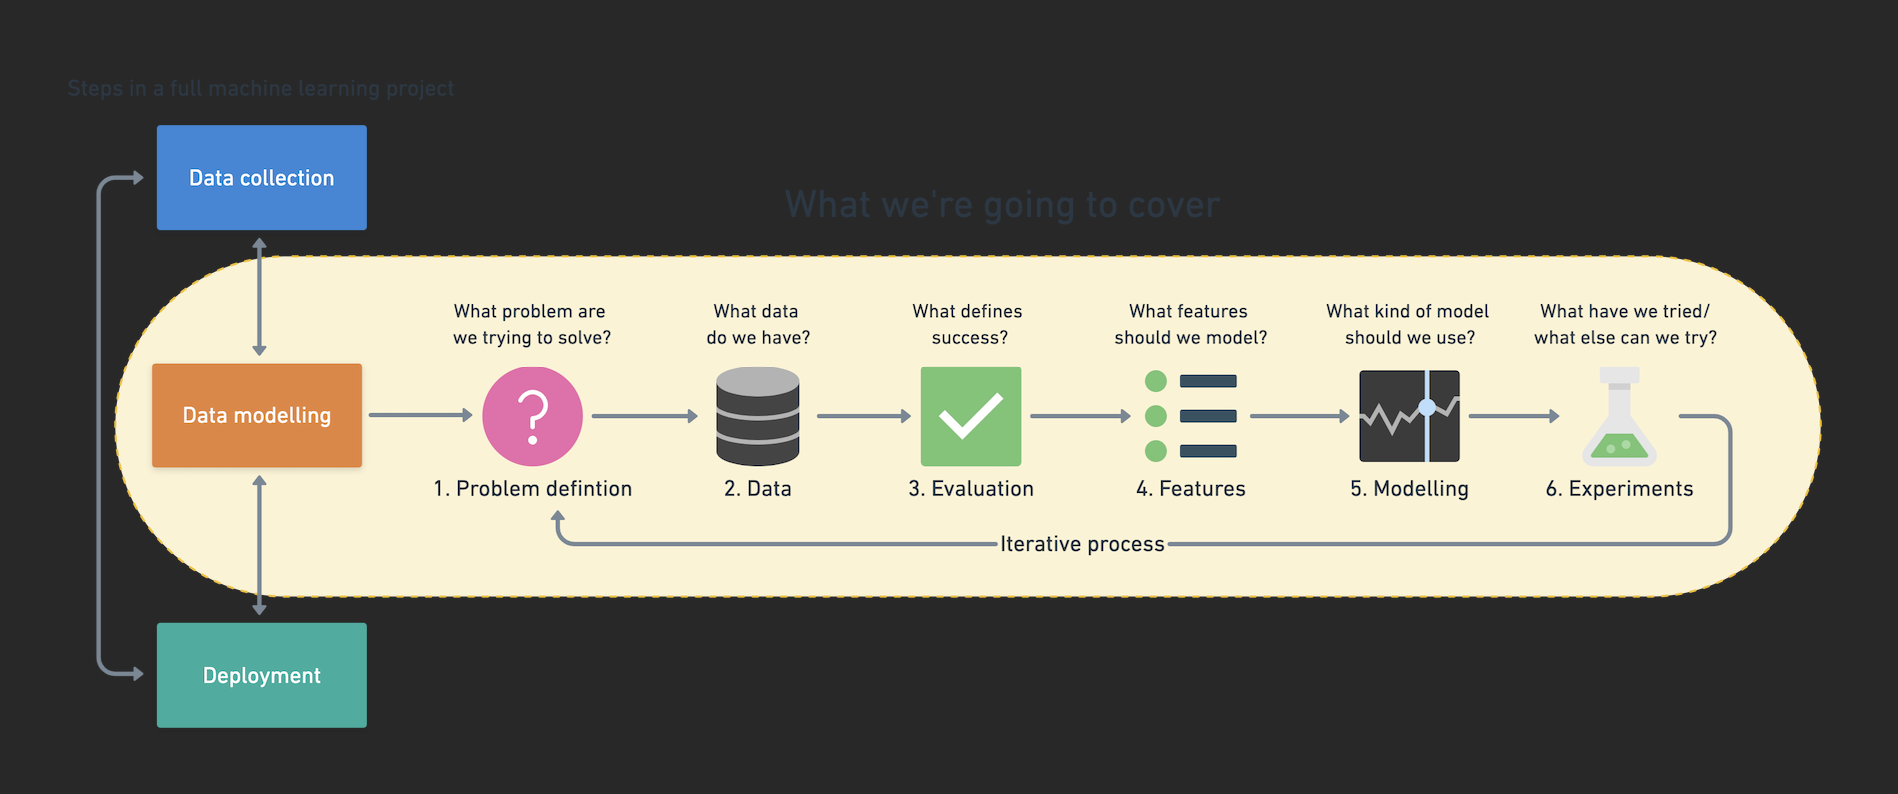 Steps in a full machine learning project
Data collection
What we're going to cover
What problem are
we trying to solve?
What data
do we have?
What defines
success?
What features
should we model?
What kind of model
should we use?
What have we tried/
what else can we try?
Data modelling
?
1. Problem defintion
2. Data
3. Evaluation
4. Features
5. Modelling
6. Experiments
Iterative process
Deployment